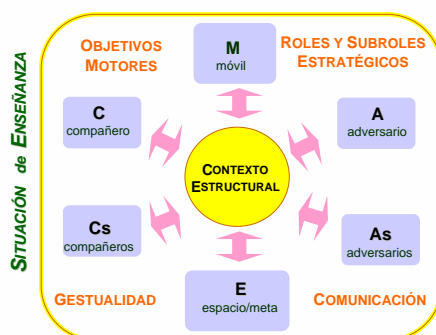 SITUACIÓN de ENSEÑANZA
OBJETIVOS
MOTORES
M
móvil
ROLES Y SUBROLES
ESTRATÉGICOS
C
compañero
A
adversario
CONTEXTO
ESTRUCTURAL
Cs
compañeros
As
adversarios
E
espacio/meta
GESTUALIDAD
COMUNICACIÓN